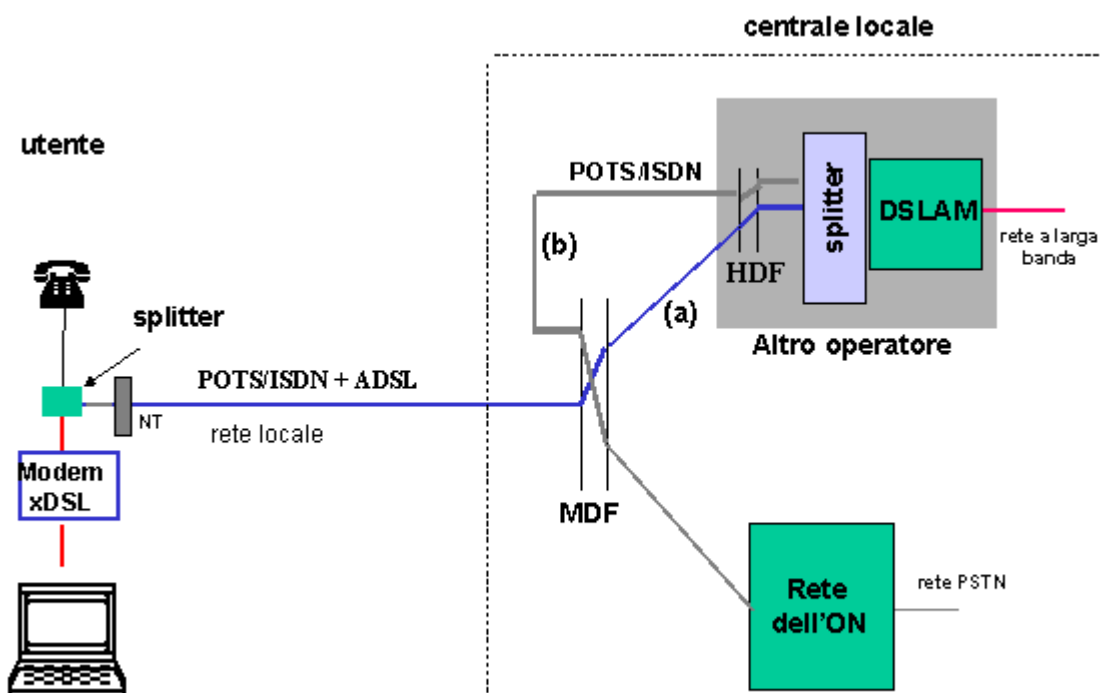 centrale locale
utente
POTS/ISDN
splitter
DSLAM
rete a larga
banda
(b)
HDF
(a)
Altro operatore
splitter
POTS/ISDN + ADSL
NT
rete locale
Modem
xDSL
MDF
Rete
dell'ON
rete PSTN